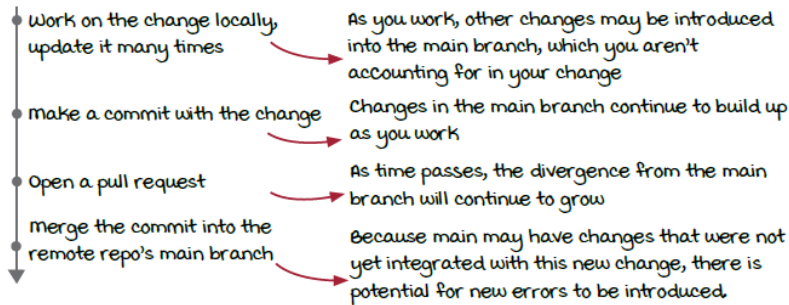 Work on the change locally,
update it many times
As you work, other changes may be introduced
into the main branch, which you aren't
accounting for in your change
Make a commit with the change
Changes in the main branch continue to build up
as you work
Open a pull request
As time passes, the divergence from the main
branch will continue to grow
Merge the commit into the
remote repo's main branch
Because main may have changes that were not
yet integrated with this new change, there is
potential for new errors to be introduced.